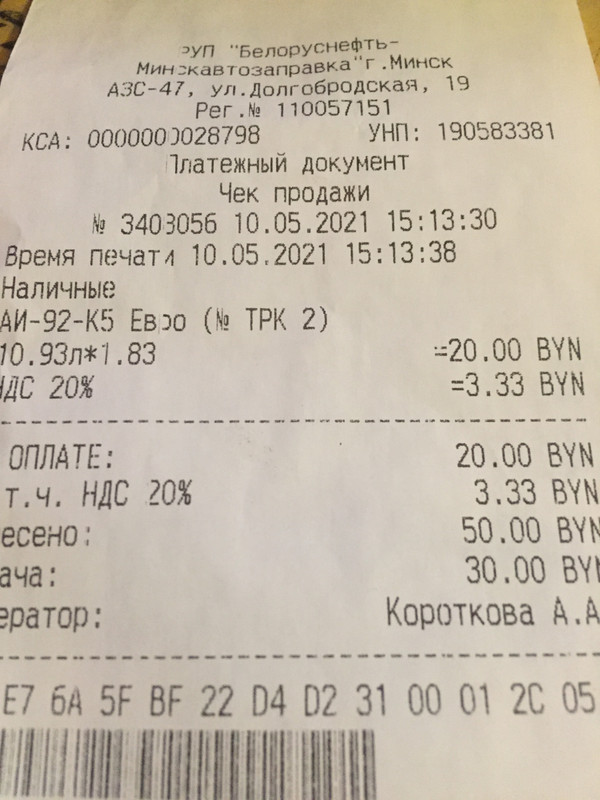 РУП "Белоруснефть-
Минскавтозаправка"г.Минск
АЗС-47, ул.Долгобродская, 19
Рег.№ 110057151
КСА: 0000000028798 УНП: 190583381
Платежный документ
Чек продажи
№ 3403056 10.05.2021 15:13:30
Время печати 10.05.2021 15:13:38
Наличные
АИ-92-К5 Евро (№ ТРК 2)
10.93л*1.83 =20.00 BYN
НДС 20% =3.33 BYN
ОПЛАТЕ: 20.00 BYN
т.ч. НДС 20% 3.33 BYN
есено: 50.00 BYN
ача: 30.00 BYN
ератор: Короткова А.А
E7 6A 5F BF 22 D4 D2 31 00 01 2C 05